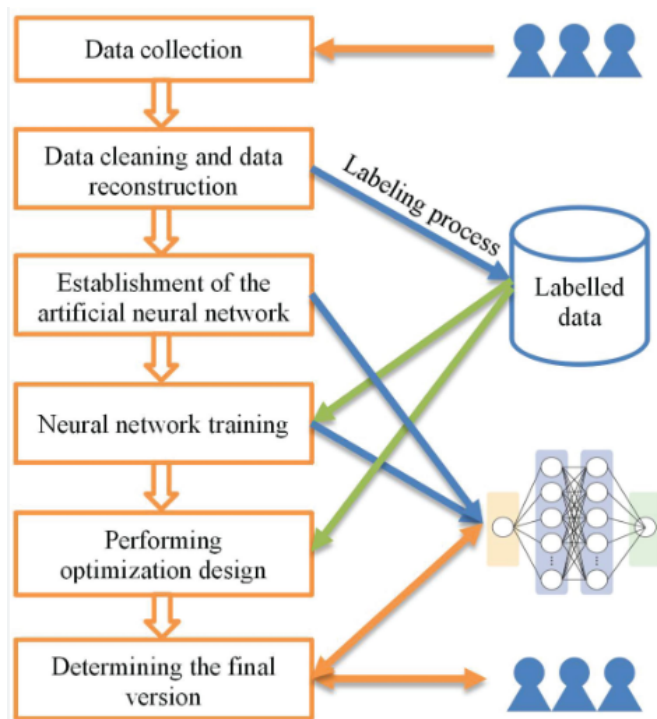 Data collection
Data cleaning and data
reconstruction
Labeling process
Establishment of the
artificial neural network
Labelled
data
Neural network training
Performing
optimization design
Determining the final
version